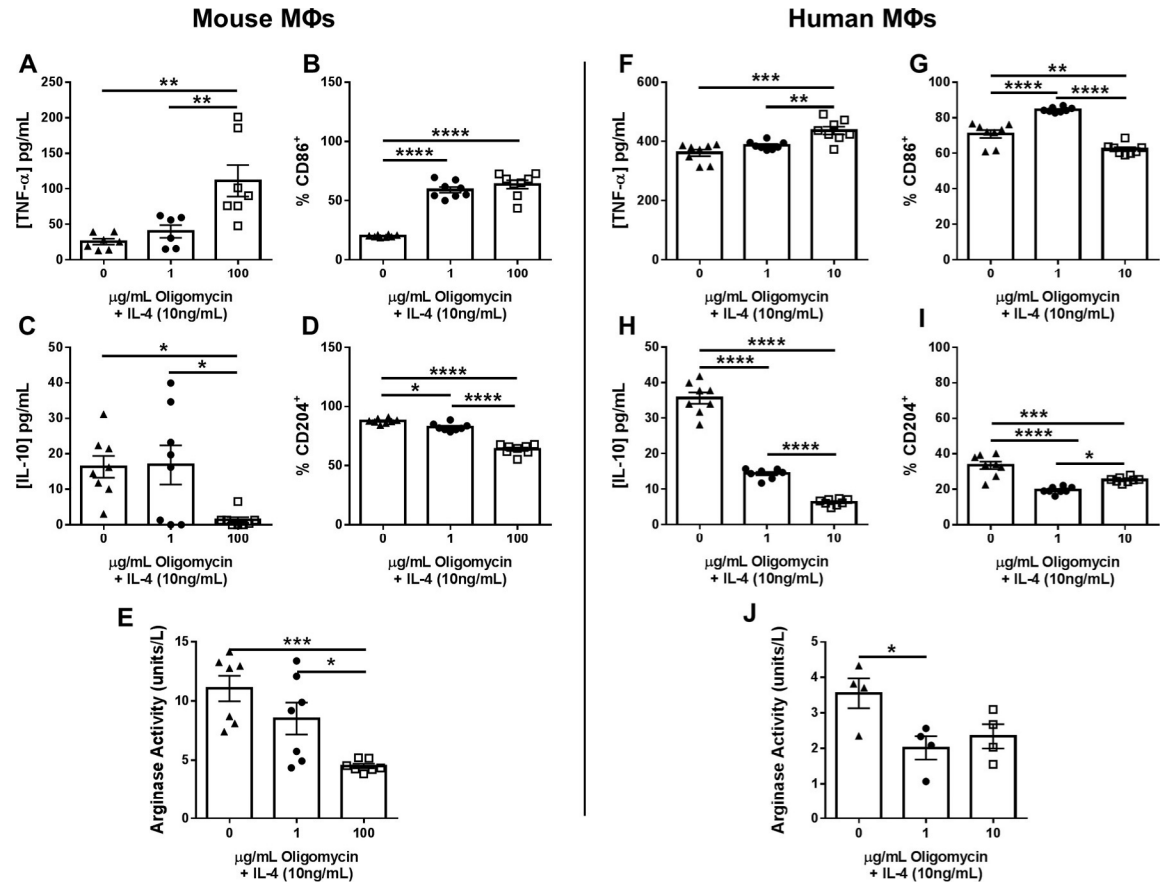 Mouse MΦs
Human MΦs
A
[TNF-α] pg/mL
250
200
150
100
50
0
**
**
0 1 100
µg/mL Oligomycin
+ IL-4 (10ng/mL)
B
% CD86+
150
100
50
0
****
****
0 1 100
µg/mL Oligomycin
+ IL-4 (10ng/mL)
F
[TNF-α] pg/mL
600
400
200
0
***
**
0 1 10
µg/mL Oligomycin
+ IL-4 (10ng/mL)
G
% CD86+
100
80
60
40
20
0
**
**** ****
0 1 10
µg/mL Oligomycin
+ IL-4 (10ng/mL)
C
[IL-10] pg/mL
50
40
30
20
10
0
*
*
0 1 100
µg/mL Oligomycin
+ IL-4 (10ng/mL)
D
% CD204+
150
100
50
0
****
* ****
0 1 100
µg/mL Oligomycin
+ IL-4 (10ng/mL)
H
[IL-10] pg/mL
50
40
30
20
10
0
****
****
****
0 1 10
µg/mL Oligomycin
+ IL-4 (10ng/mL)
I
% CD204+
100
80
60
40
20
0
***
****
*
0 1 10
µg/mL Oligomycin
+ IL-4 (10ng/mL)
E
Arginase Activity (units/L)
15
10
5
0
***
*
0 1 100
µg/mL Oligomycin
+ IL-4 (10ng/mL)
J
Arginase Activity (units/L)
5
4
3
2
1
0
*
0 1 10
µg/mL Oligomycin
+ IL-4 (10ng/mL)